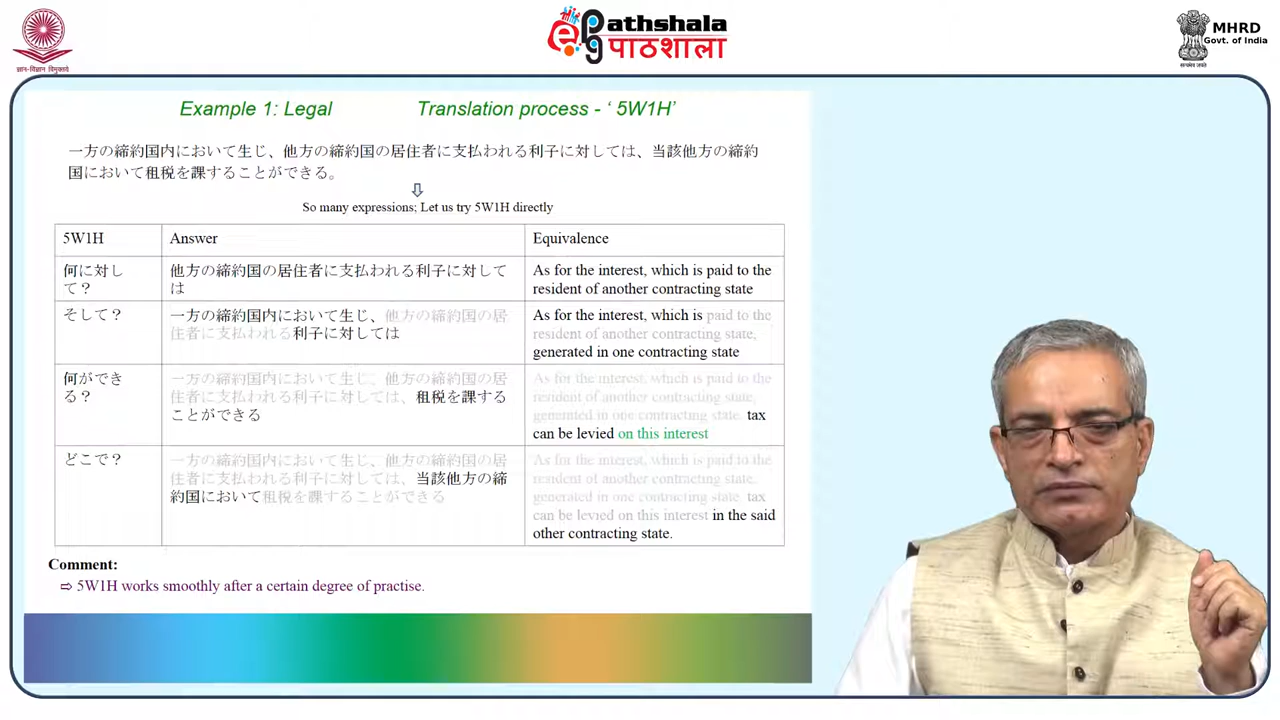 ज्ञान-विज्ञान विमुक्तये
athshala
पाठशाला
MHRD
Govt. of India
सत्यमेव जयते
Example 1: Legal
Translation process - ‘ 5W1H’
一方の締約国内において生じ、他方の締約国の居住者に支払われる利子に対しては、当該他方の締約
国において租税を課することができる。
⇩
So many expressions; Let us try 5W1H directly
5W1H
Answer
Equivalence
何に対し
て？
他方の締約国の居住者に支払われる利子に対して
は
As for the interest, which is paid to the
resident of another contracting state
そして？
一方の締約国内において生じ、他方の締約国の居
住者に支払われる利子に対しては
As for the interest, which is paid to the
resident of another contracting state,
generated in one contracting state
何ができ
る？
一方の締約国内において生じ、他方の締約国の居
住者に支払われる利子に対しては、租税を課する
ことができる
As for the interest, which is paid to the
resident of another contracting state,
generated in one contracting state, tax
can be levied on this interest
どこで？
一方の締約国内において生じ、他方の締約国の居
住者に支払われる利子に対しては、当該他方の締
約国において租税を課することができる
As for the interest, which is paid to the
resident of another contracting state,
generated in one contracting state, tax
can be levied on this interest in the said
other contracting state.
Comment:
⇨ 5W1H works smoothly after a certain degree of practise.